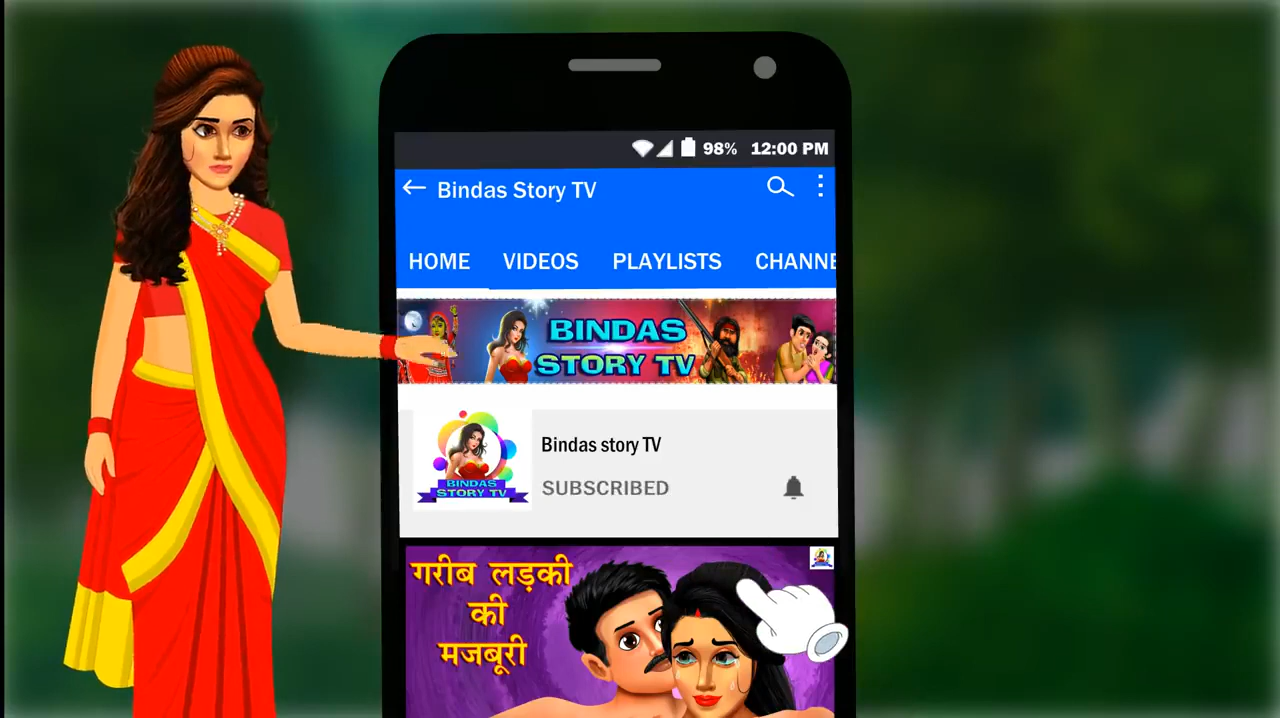 98% 12:00 PM
Bindas Story TV
HOME VIDEOS PLAYLISTS CHANNE
BINDAS
STORY TV
BINDAS
STORY TV
Bindas story TV
SUBSCRIBED
गरीब लड़की
की
मजबूरी